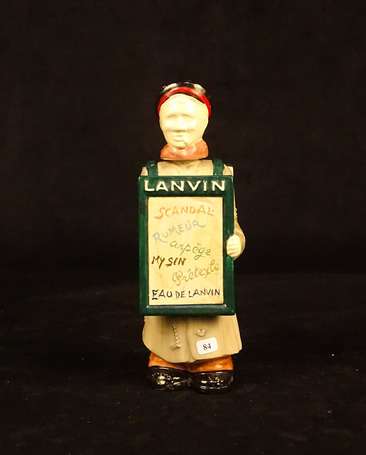 LANVIN
SCANDAL
RUMEUR
arpège
MY SIN
Prétexte
EAU DE LANVIN
84